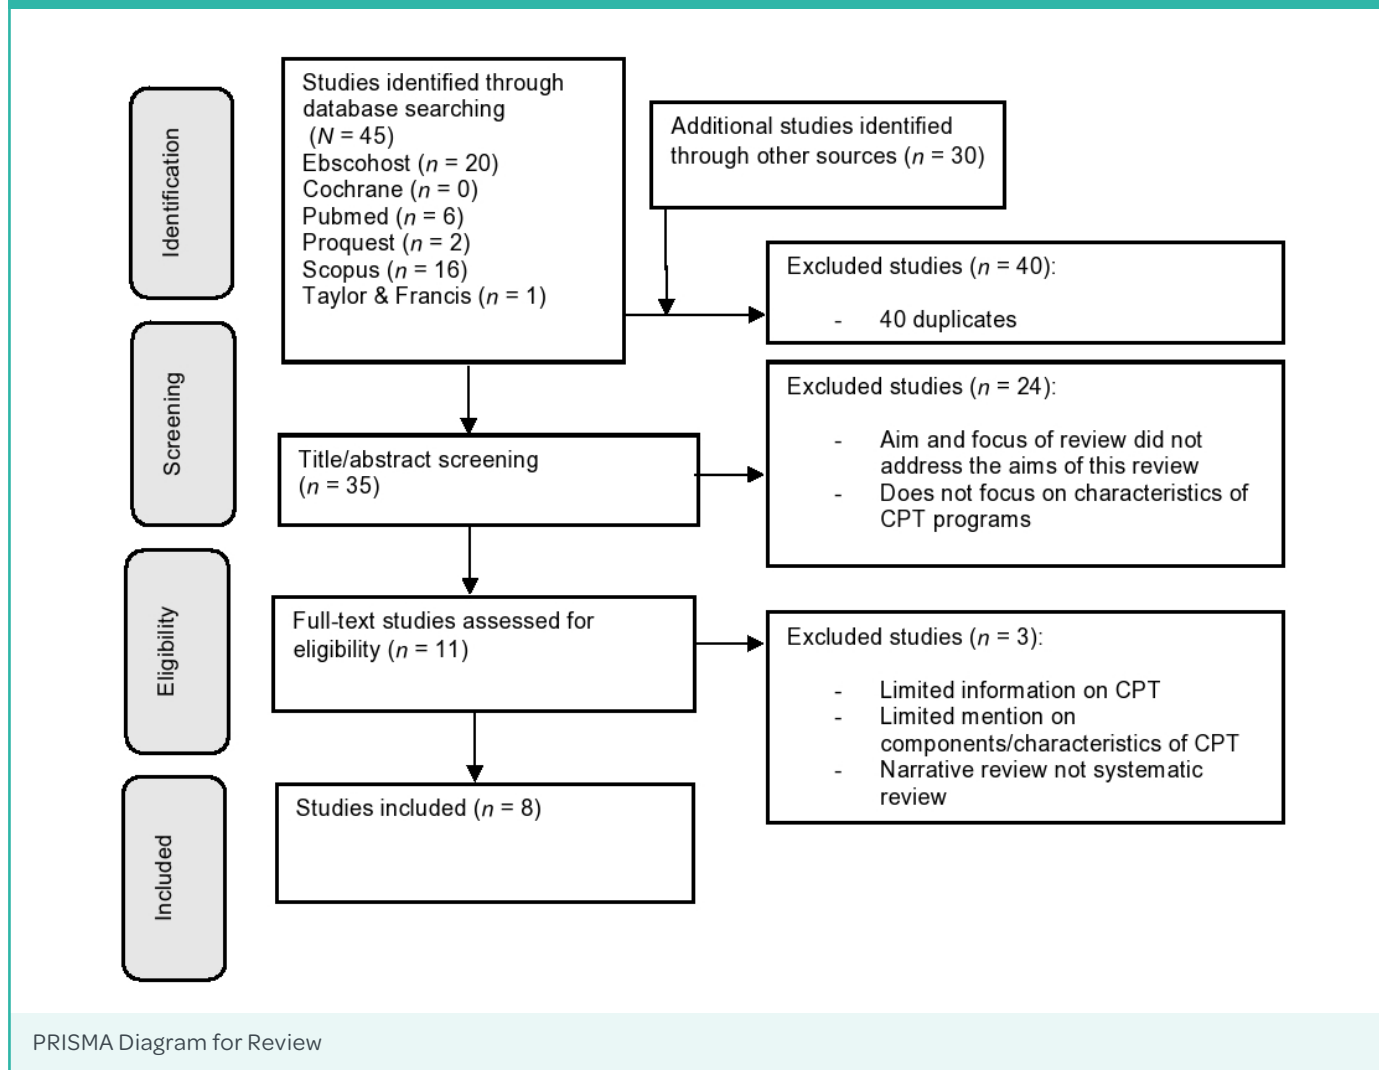 Identification
Studies identified through
database searching
(N = 45)
Ebscohost (n = 20)
Cochrane (n = 0)
Pubmed (n = 6)
Proquest (n = 2)
Scopus (n = 16)
Taylor & Francis (n = 1)
Additional studies identified
through other sources (n = 30)
Excluded studies (n = 40):
- 40 duplicates
Screening
Title/abstract screening
(n = 35)
Excluded studies (n = 24):
- Aim and focus of review did not
address the aims of this review
- Does not focus on characteristics of
CPT programs
Eligibility
Full-text studies assessed for
eligibility (n = 11)
Excluded studies (n = 3):
- Limited information on CPT
- Limited mention on
components/characteristics of CPT
- Narrative review not systematic
review
Included
Studies included (n = 8)
PRISMA Diagram for Review